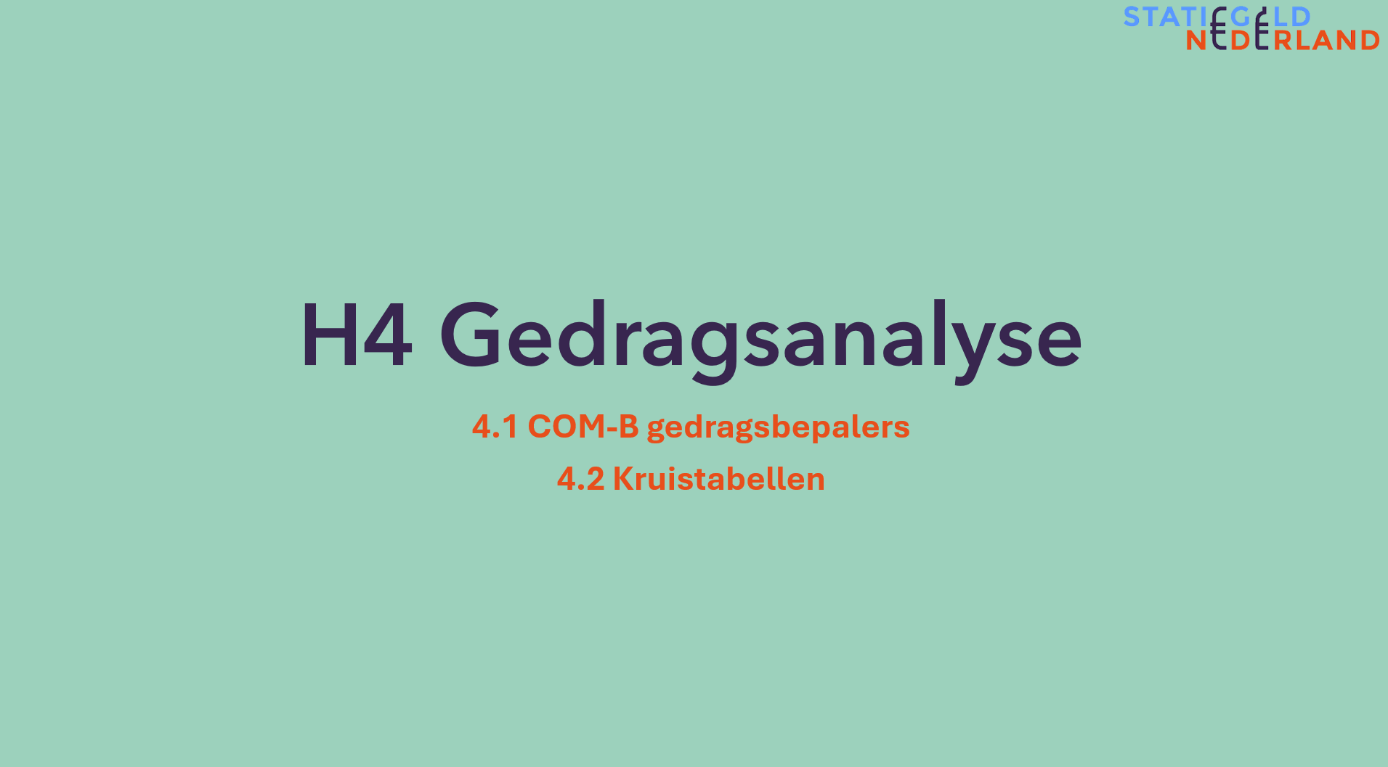 STATIEGELD
NEDERLAND
H4 Gedragsanalyse
4.1 COM-B gedragsbepalers
4.2 Kruistabellen